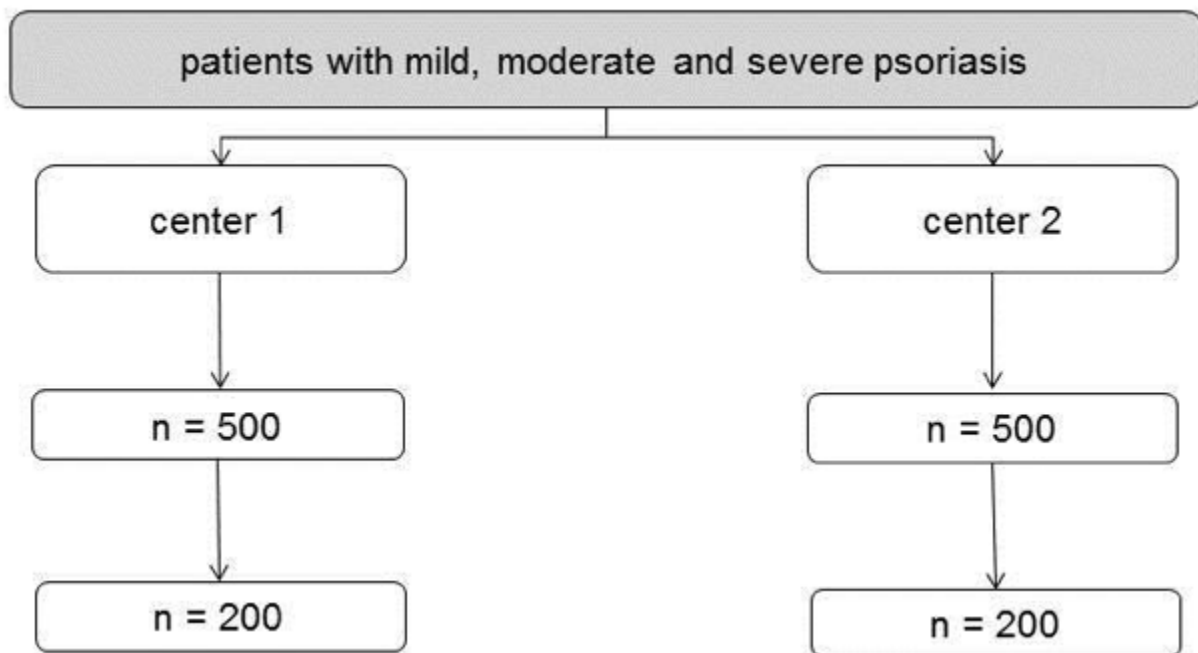 patients with mild, moderate and severe psoriasis
center 1
center 2
n = 500
n = 500
n = 200
n = 200